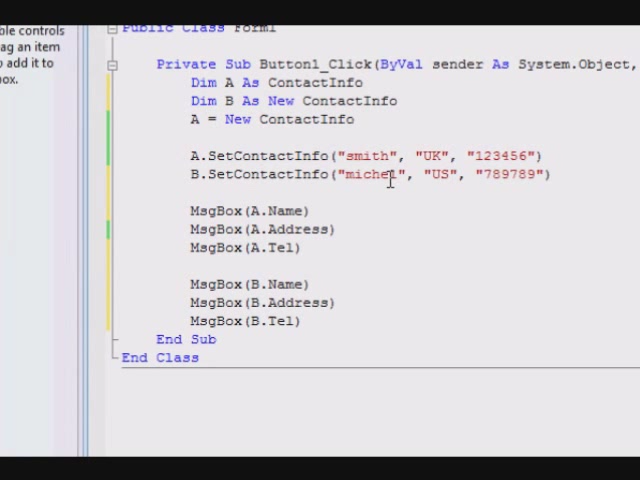 ble controls
ag an item
o add it to
ox.
Public Class Form1
Private Sub Button1_Click(ByVal sender As System.Object,
Dim A As ContactInfo
Dim B As New ContactInfo
A = New ContactInfo
A.SetContactInfo("smith", "UK", "123456")
B.SetContactInfo("michel", "US", "789789")
MsgBox(A.Name)
MsgBox(A.Address)
MsgBox(A.Tel)
MsgBox(B.Name)
MsgBox(B.Address)
MsgBox(B.Tel)
End Sub
End Class